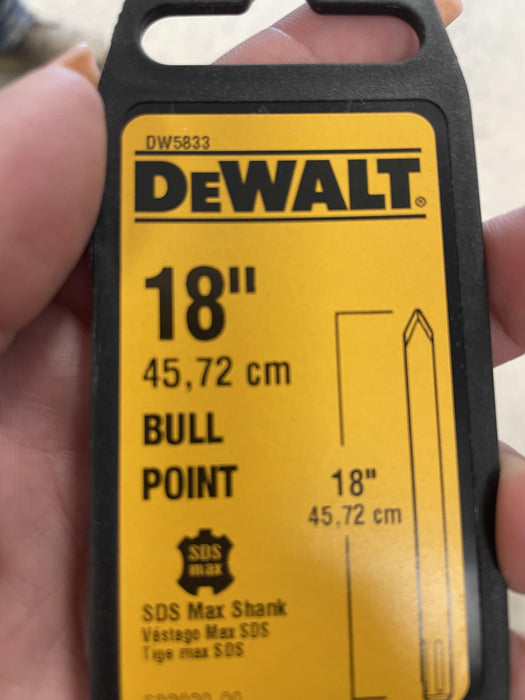 DW5833
DEWALT®
18"
45,72 cm
BULL
POINT
18"
45,72 cm
SDS
max
SDS Max Shank
Vástago Max SDS
Tige max SDS